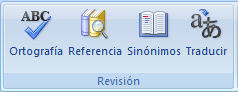 ABC
Ortografía Referencia Sinónimos Traducir
Revisión